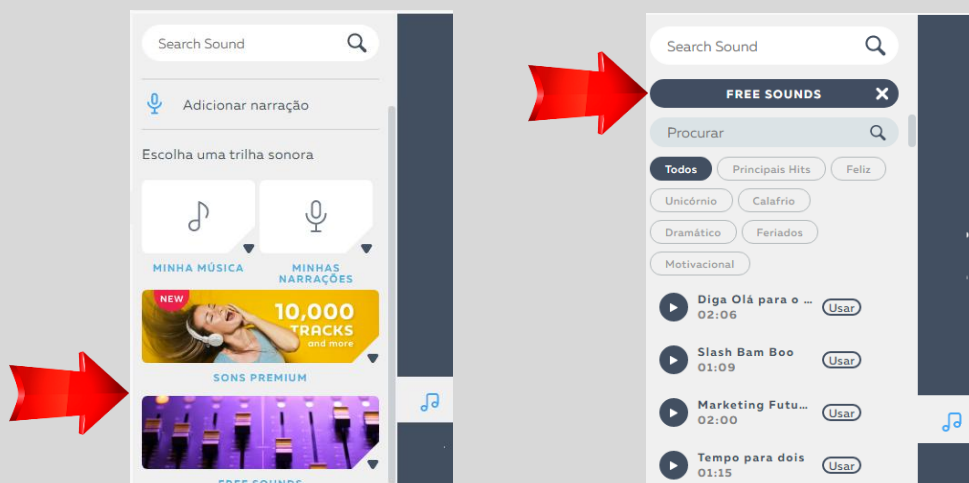 Search Sound
Adicionar narração
Escolha uma trilha sonora
MINHA MÚSICA
MINHAS
NARRAÇÕES
NEW
10,000
TRACKS
and more
SONS PREMIUM
FREE SOUNDS
Search Sound
FREE SOUNDS
Procurar
Todos
Principais Hits
Feliz
Unicórnio
Calafrio
Dramático
Feriados
Motivacional
Diga Olá para o ...
02:06
Usar
Slash Bam Boo
01:09
Usar
Marketing Futu...
02:00
Usar
Tempo para dois
01:15
Usar